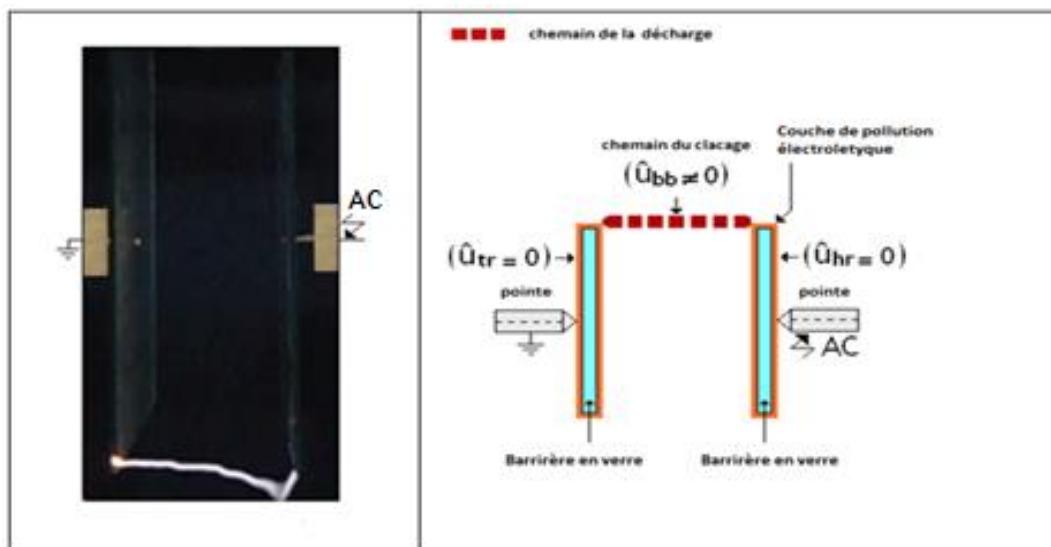 AC
chemain de la décharge
Couche de pollution
électroletyque
chemain du clacage
(Ûbb ≠ 0)
(Ûtr = 0)
(Ûhr = 0)
pointe
pointe
AC
Barrirère en verre
Barrirère en verre